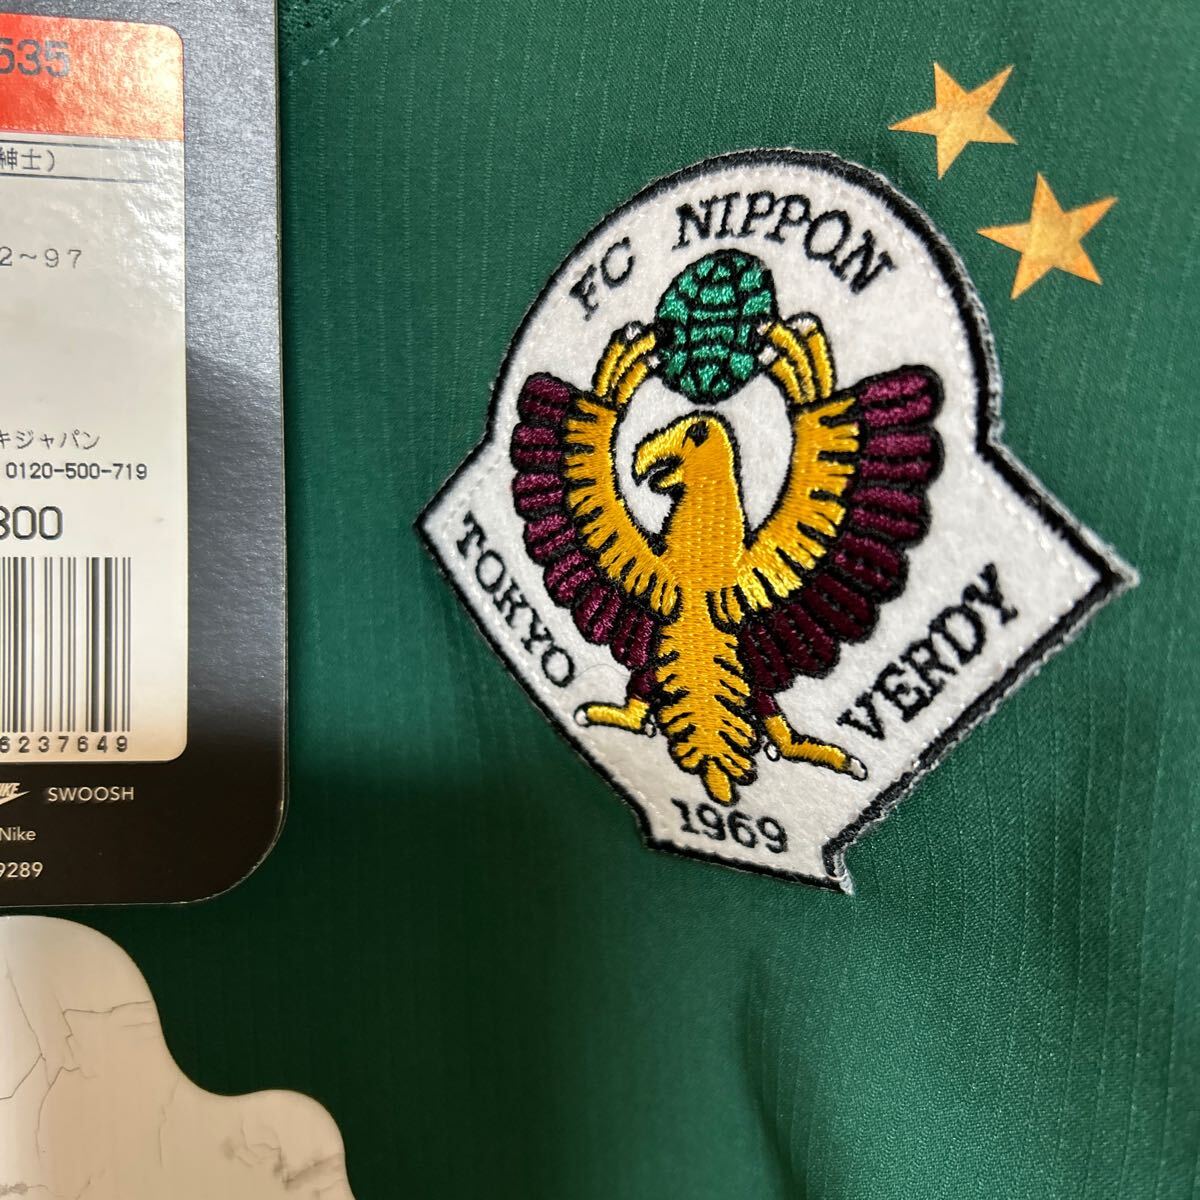 535
紳士)
2～97
キジャパン
0120-500-719
300
6237649
NIKE SWOOSH
Nike
9289
FC NIPPON
TOKYO
VERDY
1969